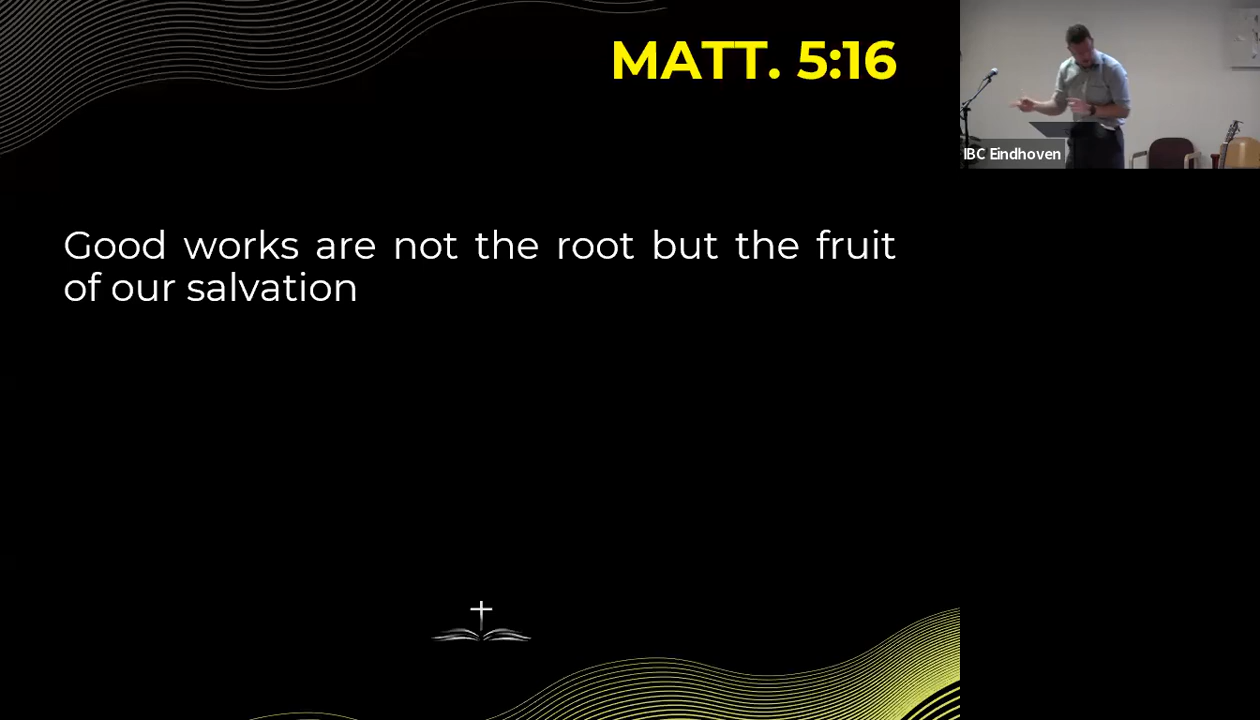 MATT. 5:16
IBC Eindhoven
Good works are not the root but the fruit
of our salvation